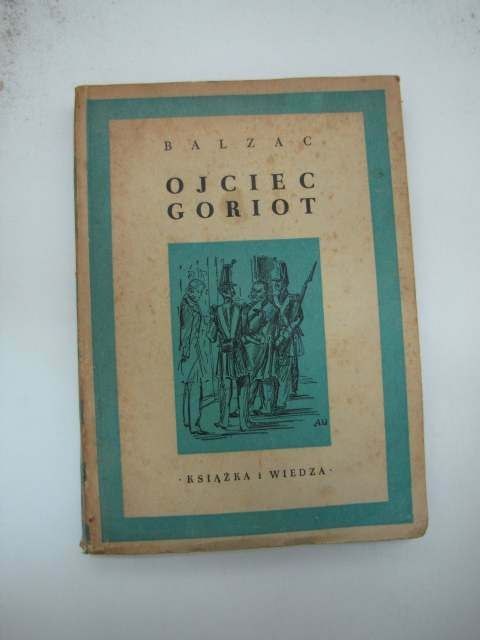 BALZAC
OJCIEC
GORIOT
AU
· KSIĄŻKA i WIEDZA ·